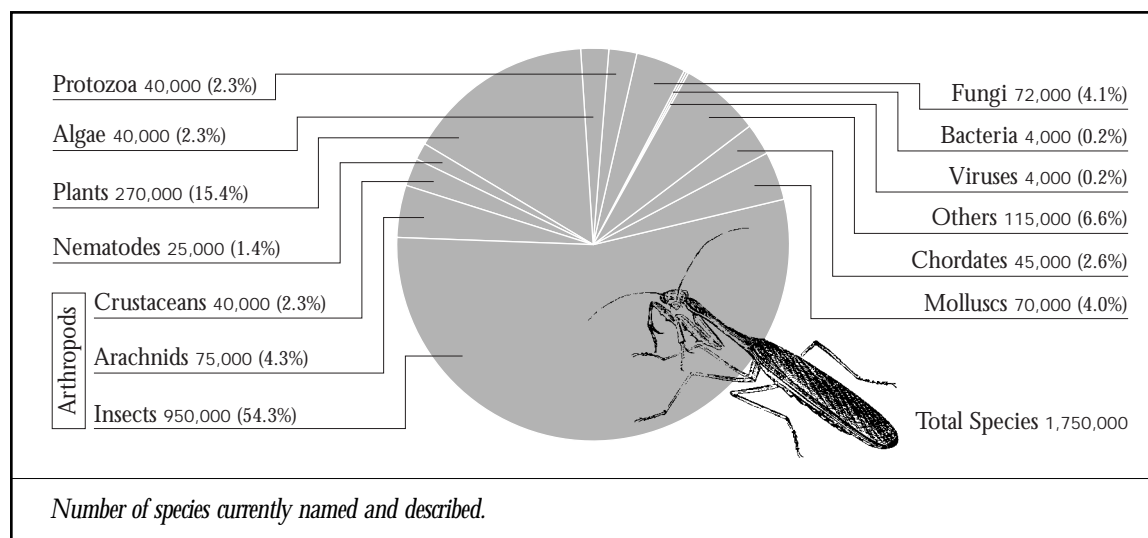 Protozoa 40,000 (2.3%)
Algae 40,000 (2.3%)
Plants 270,000 (15.4%)
Nematodes 25,000 (1.4%)
Arthropods
Crustaceans 40,000 (2.3%)
Arachnids 75,000 (4.3%)
Insects 950,000 (54.3%)
Fungi 72,000 (4.1%)
Bacteria 4,000 (0.2%)
Viruses 4,000 (0.2%)
Others 115,000 (6.6%)
Chordates 45,000 (2.6%)
Molluscs 70,000 (4.0%)
Total Species 1,750,000
Number of species currently named and described.